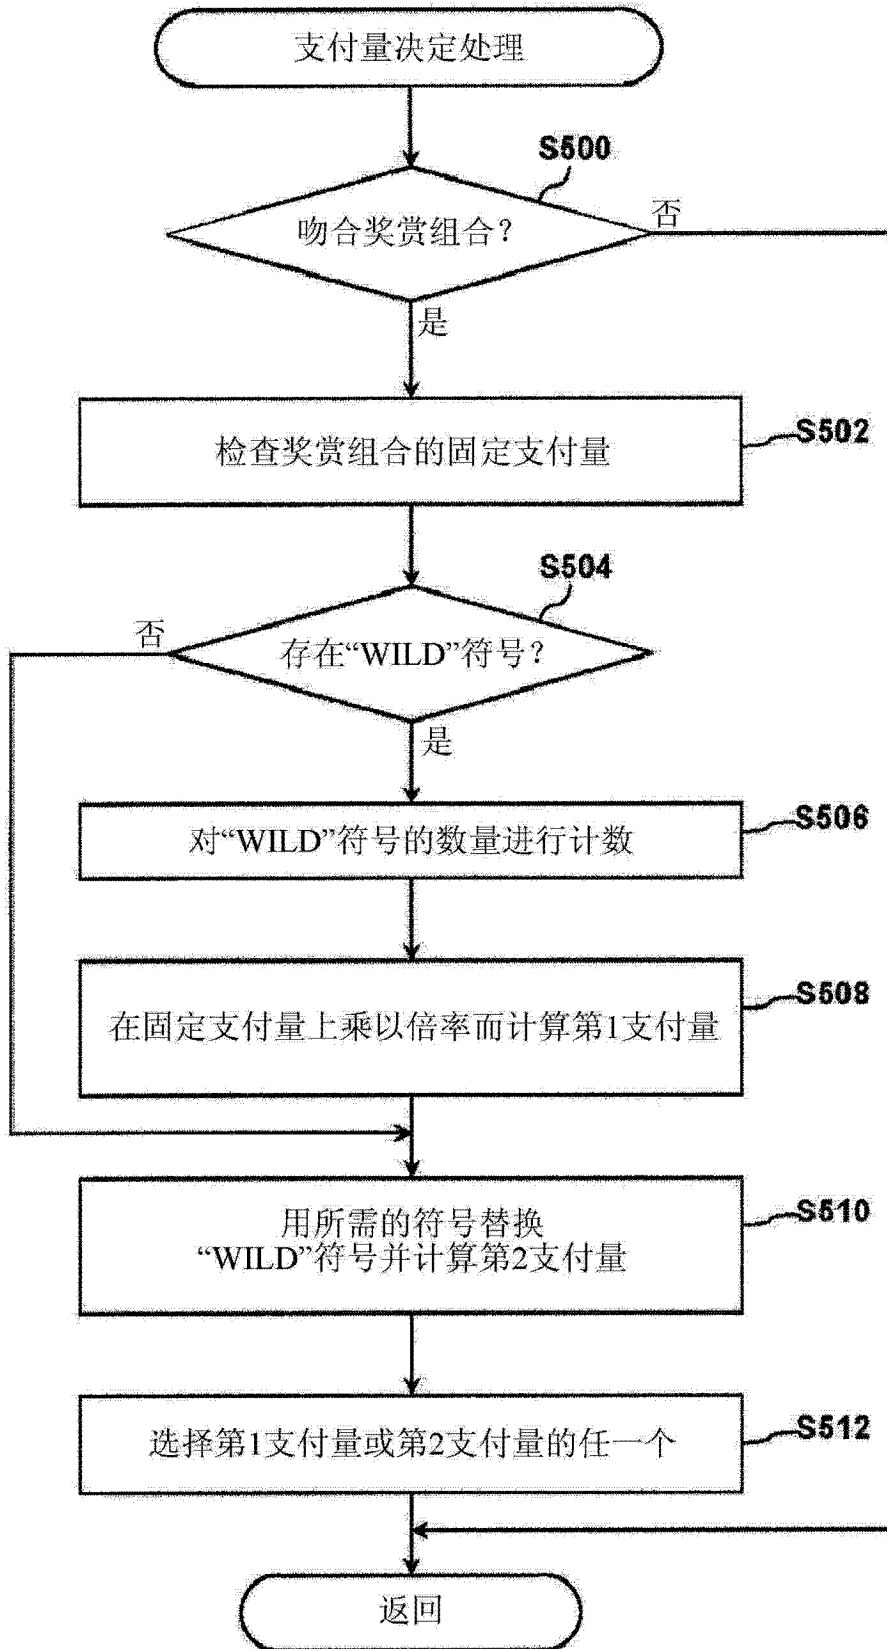 支付量决定处理
S500
吻合奖赏组合？
否
是
检查奖赏组合的固定支付量
S502
S504
否
存在“WILD”符号？
是
对“WILD”符号的数量进行计数
S506
在固定支付量上乘以倍率而计算第1支付量
S508
用所需的符号替换
“WILD”符号并计算第2支付量
S510
选择第1支付量或第2支付量的任一个
S512
返回